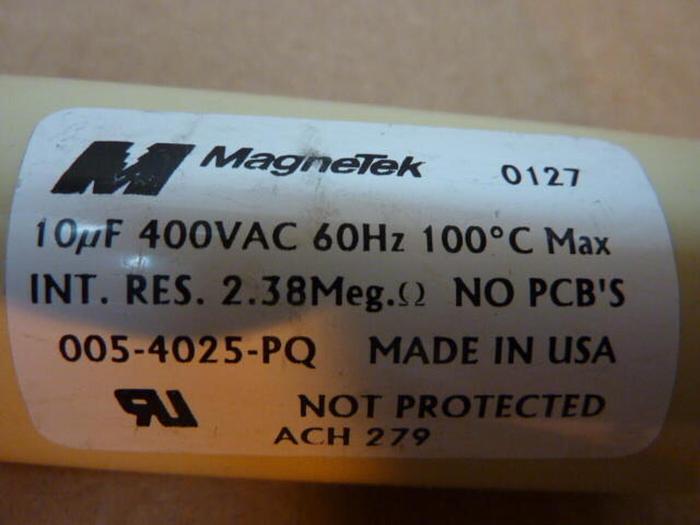 MagneTek 0127
10µF 400VAC 60Hz 100°C Max
INT. RES. 2.38Meg.Ω NO PCB'S
005-4025-PQ MADE IN USA
NOT PROTECTED
ACH 279